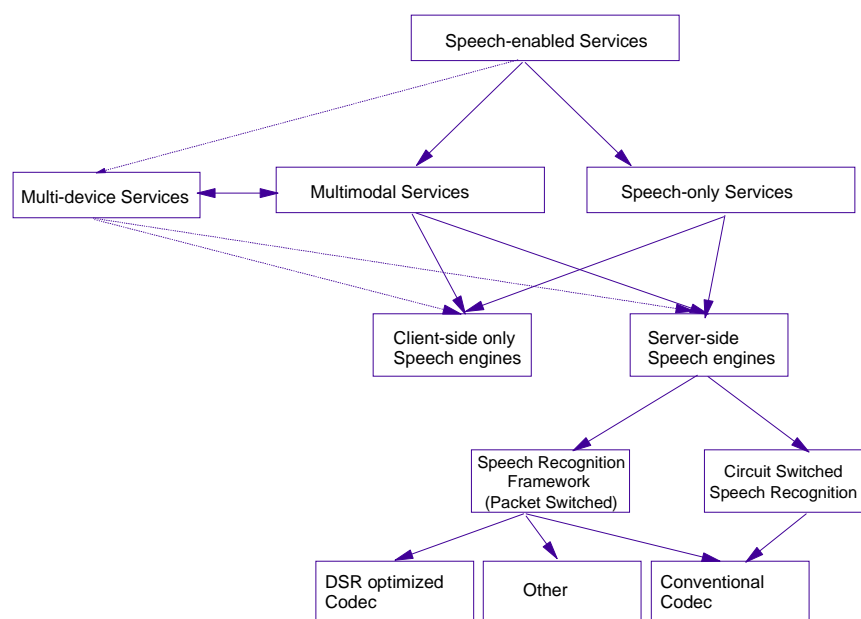 Speech-enabled Services
Multi-device Services
Multimodal Services
Speech-only Services
Client-side only
Speech engines
Server-side
Speech engines
Speech Recognition
Framework
(Packet Switched)
Circuit Switched
Speech Recognition
DSR optimized
Codec
Other
Conventional
Codec